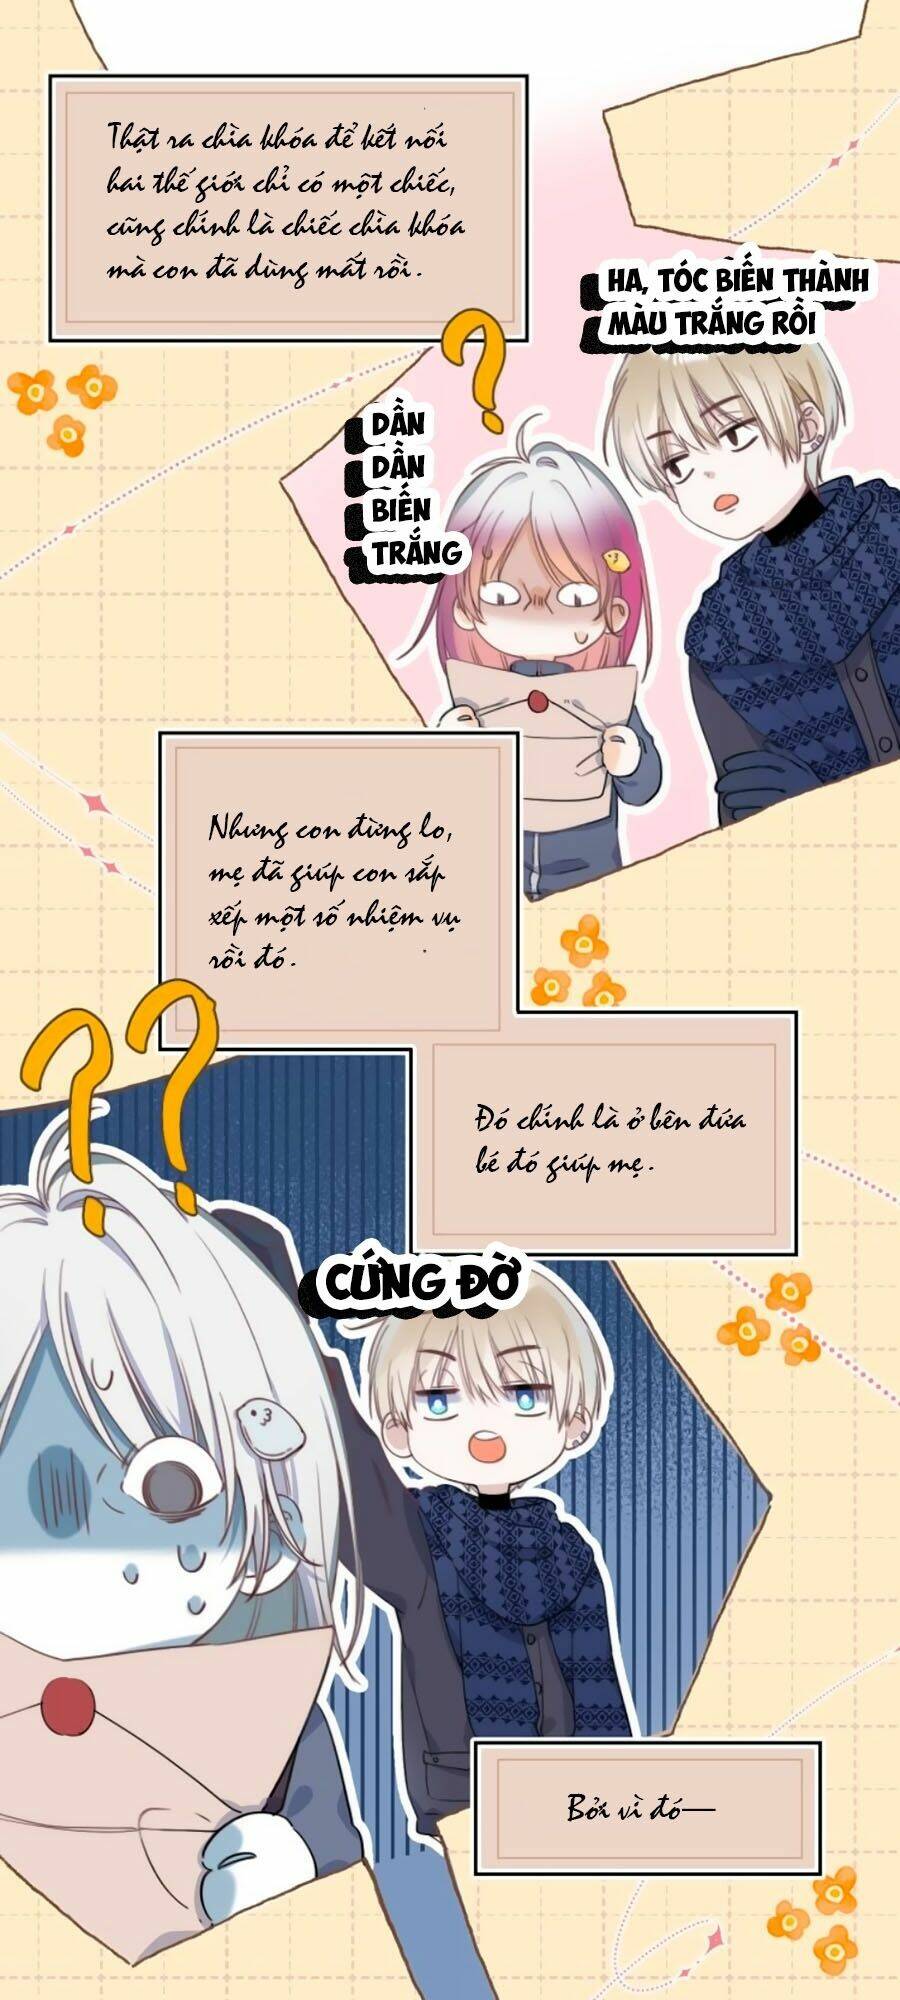 Thật ra chìa khóa để kết nối
hai thế giới chỉ có một chiếc,
cũng chính là chiếc chìa khóa
mà con đã dùng mất rồi.
HA, TÓC BIẾN THÀNH
MÀU TRẮNG RỒI
DẦN
DẦN
BIẾN
TRẮNG
?
Nhưng con đừng lo,
mẹ đã giúp con sắp
xếp một số nhiệm vụ
rồi đó.
??
Đó chính là ở bên đứa
bé đó giúp mẹ.
CỨNG ĐỜ
Bởi vì đó—